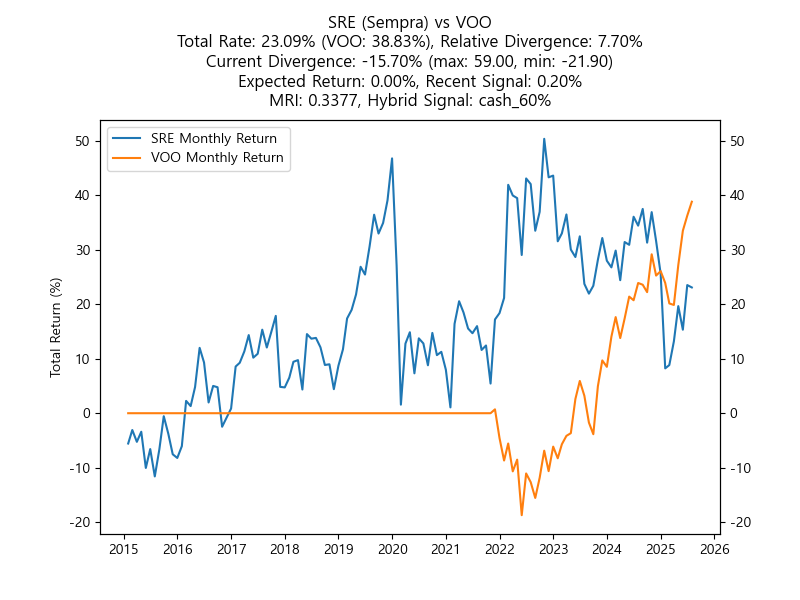 SRE (Sempra) vs VOO
Total Rate: 23.09% (VOO: 38.83%), Relative Divergence: 7.70%
Current Divergence: -15.70% (max: 59.00, min: -21.90)
Expected Return: 0.00%, Recent Signal: 0.20%
MRI: 0.3377, Hybrid Signal: cash_60%
SRE Monthly Return
VOO Monthly Return
Total Return (%)
50
40
30
20
10
0
-10
-20
50
40
30
20
10
0
-10
-20
2015 2016 2017 2018 2019 2020 2021 2022 2023 2024 2025 2026